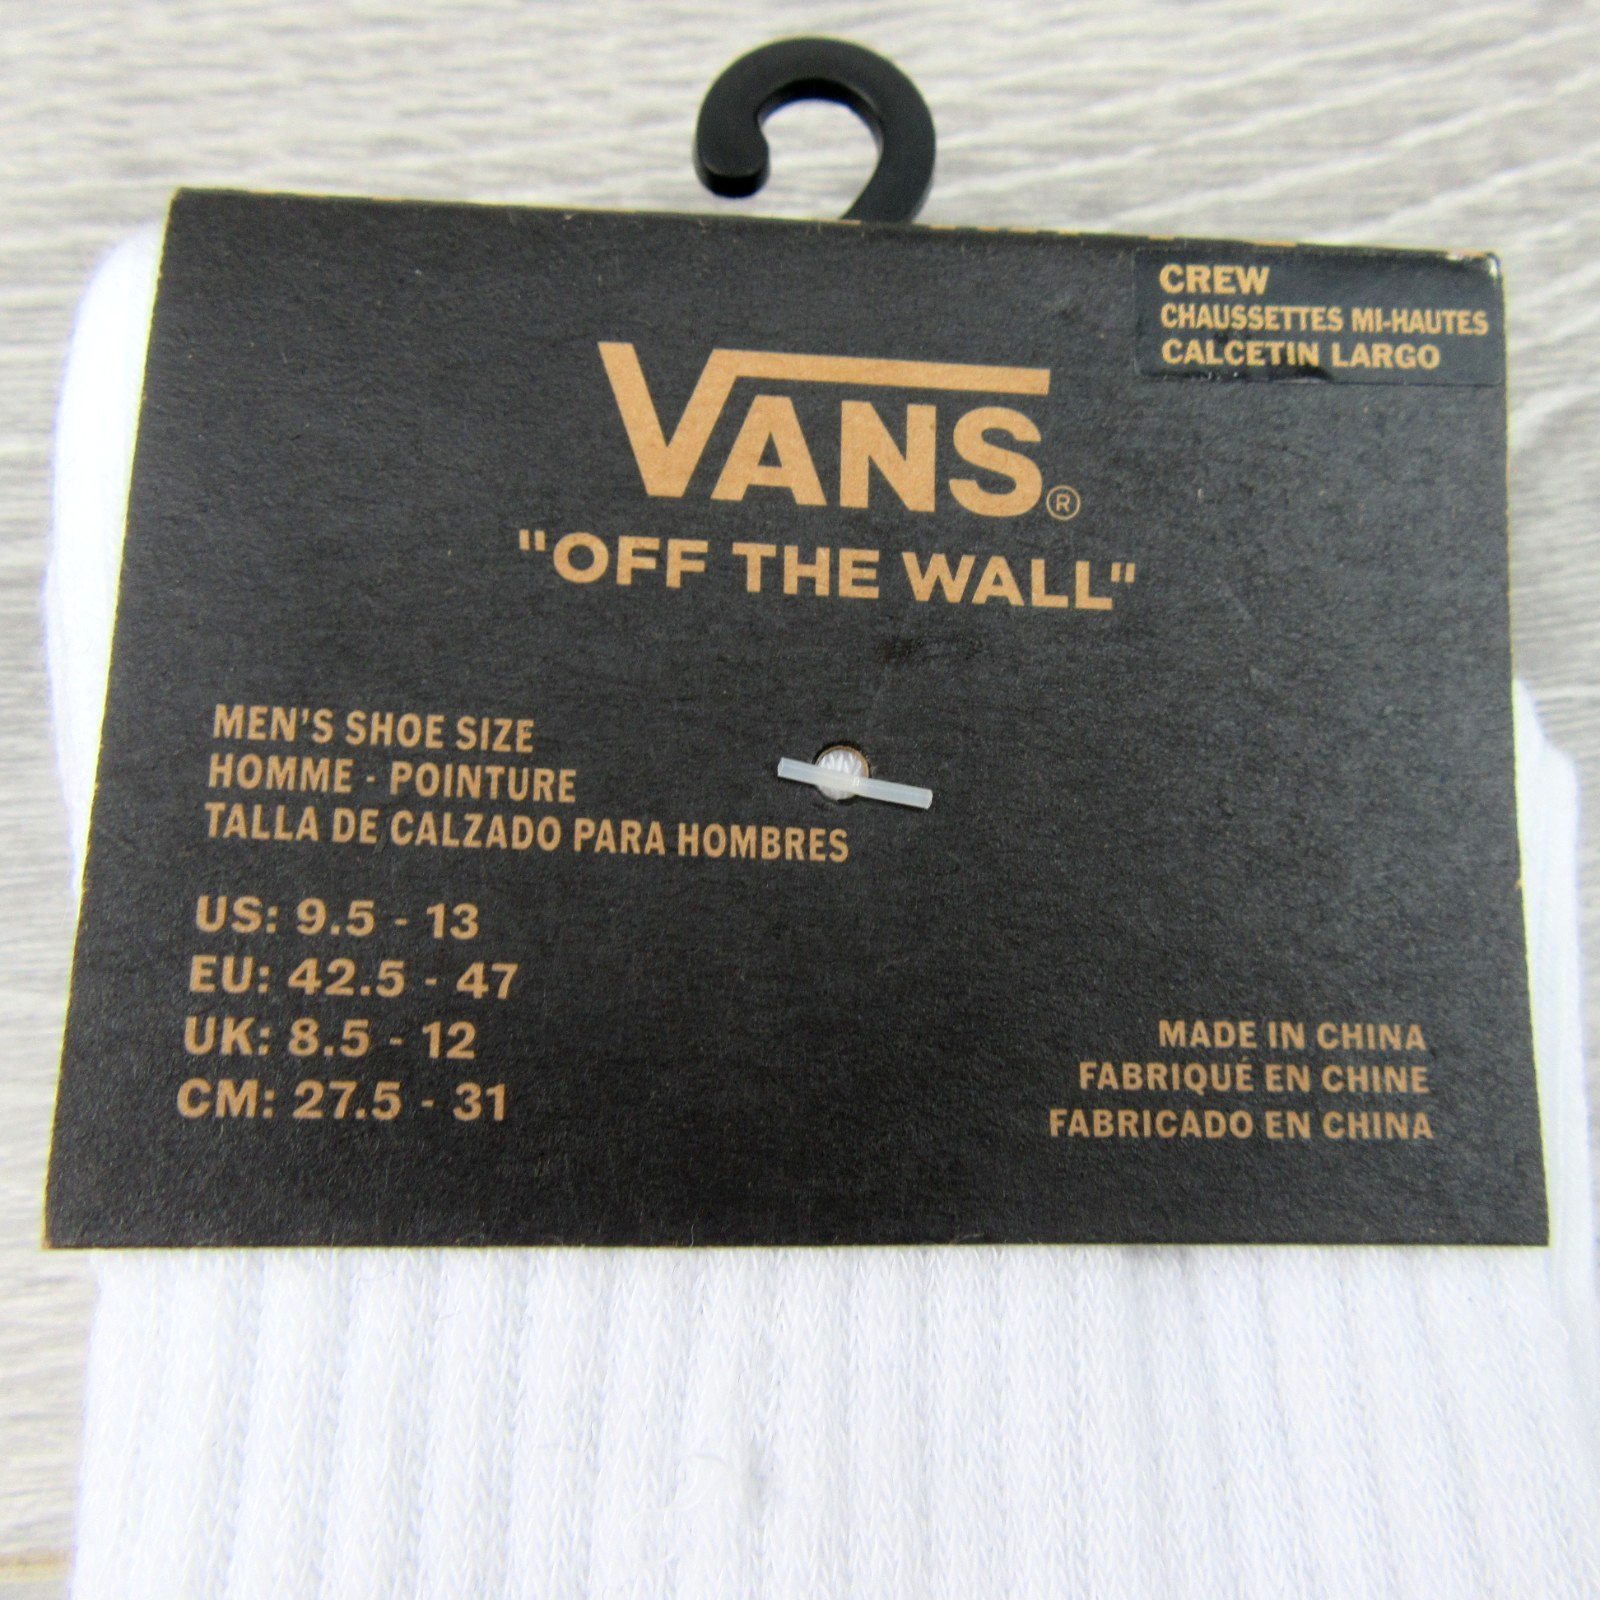 CREW
CHAUSSETTES MI-HAUTES
CALCETIN LARGO
VANS®
"OFF THE WALL"
MEN'S SHOE SIZE
HOMME - POINTURE
TALLA DE CALZADO PARA HOMBRES
US: 9.5 - 13
EU: 42.5 - 47
UK: 8.5 - 12
CM: 27.5 - 31
MADE IN CHINA
FABRIQUÉ EN CHINE
FABRICADO EN CHINA